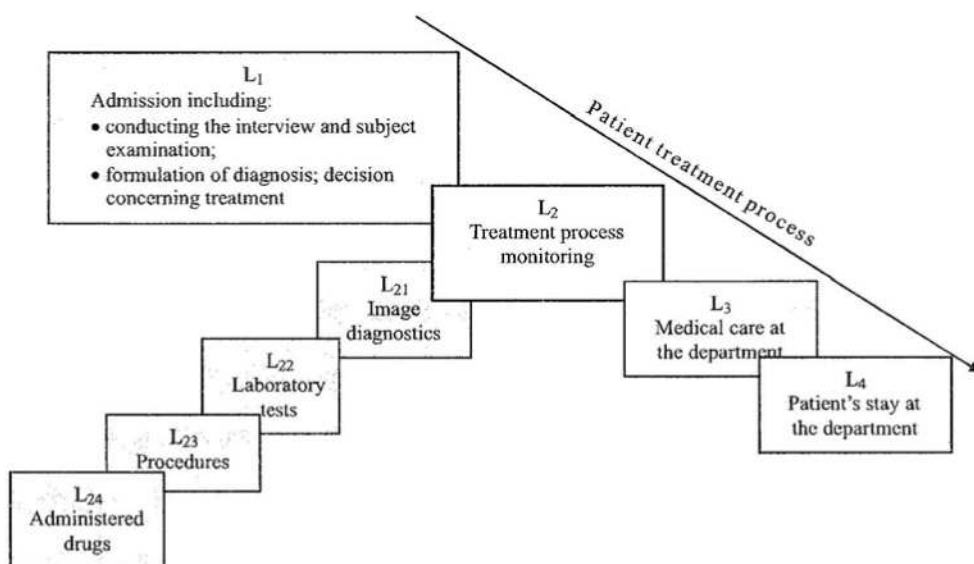 L₁
Admission including:
• conducting the interview and subject
examination;
• formulation of diagnosis; decision
concerning treatment
Patient treatment process
L₂
Treatment process
monitoring
L₂₁
Image
diagnostics
L₃
Medical care at
the department
L₂₂
Laboratory
tests
L₄
Patient's stay at
the department
L₂₃
Procedures
L₂₄
Administered
drugs